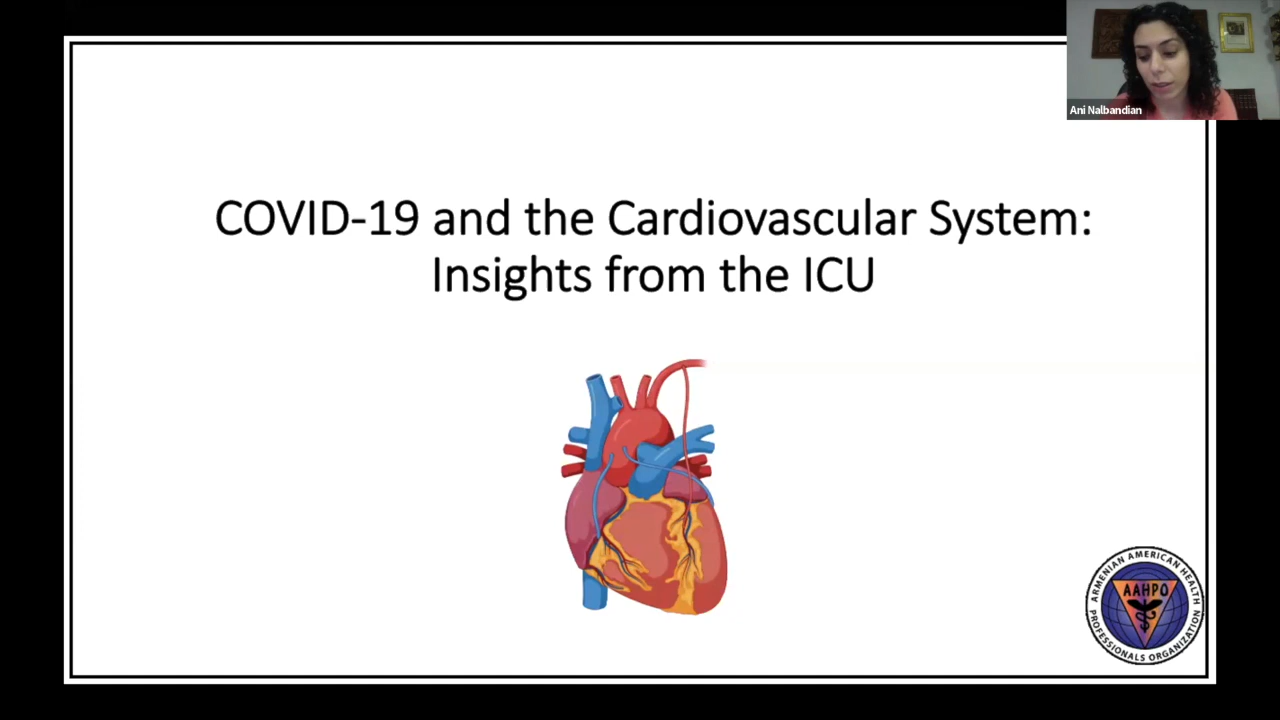 Ani Nalbandian
COVID-19 and the Cardiovascular System:
Insights from the ICU
ARMENIAN AMERICAN HEALTH
AAHPO
PROFESSIONALS ORGANIZATION